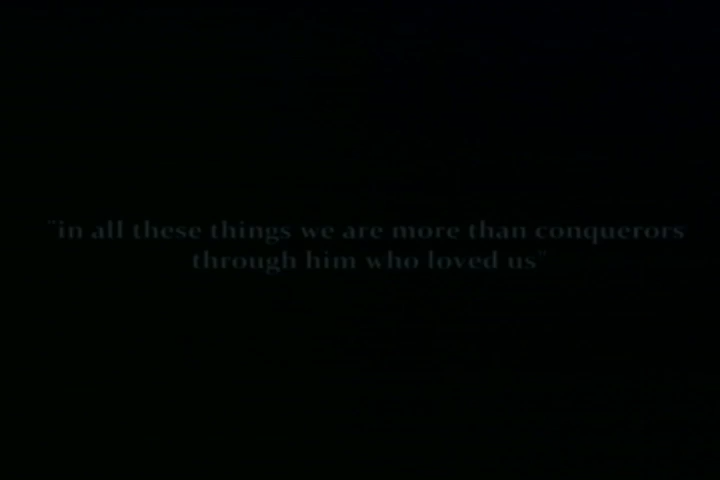 "in all these things we are more than conquerors
through him who loved us"